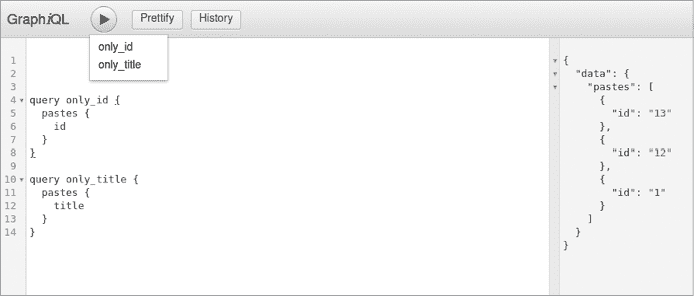 GraphiQL Prettify History
only_id
only_title
1
2
3
4 query only_id {
5 pastes {
6 id
7 }
8 }
9
10 query only_title {
11 pastes {
12 title
13 }
14 }
{
"data": {
"pastes": [
{
"id": "13"
},
{
"id": "12"
},
{
"id": "1"
}
]
}
}